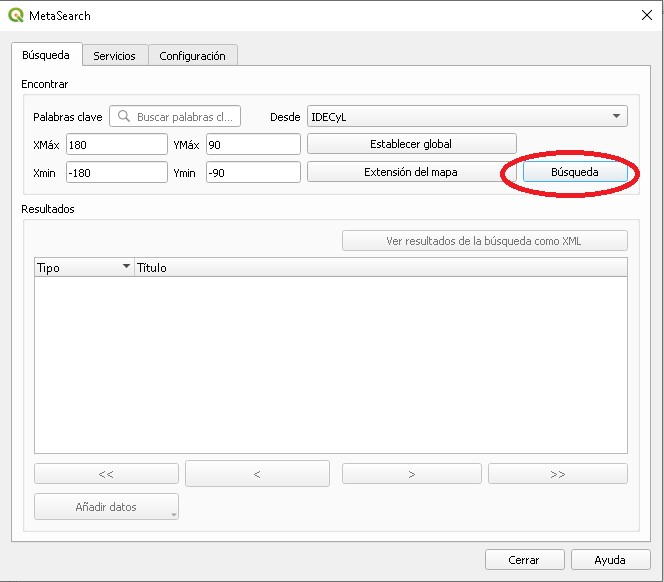 MetaSearch
Búsqueda Servicios Configuración
Encontrar
Palabras clave Buscar palabras cl... Desde IDECyL
XMáx 180 YMáx 90 Establecer global
Xmin -180 Ymin -90 Extensión del mapa Búsqueda
Resultados
Ver resultados de la búsqueda como XML
Tipo Título
<< < > >>
Añadir datos
Cerrar Ayuda